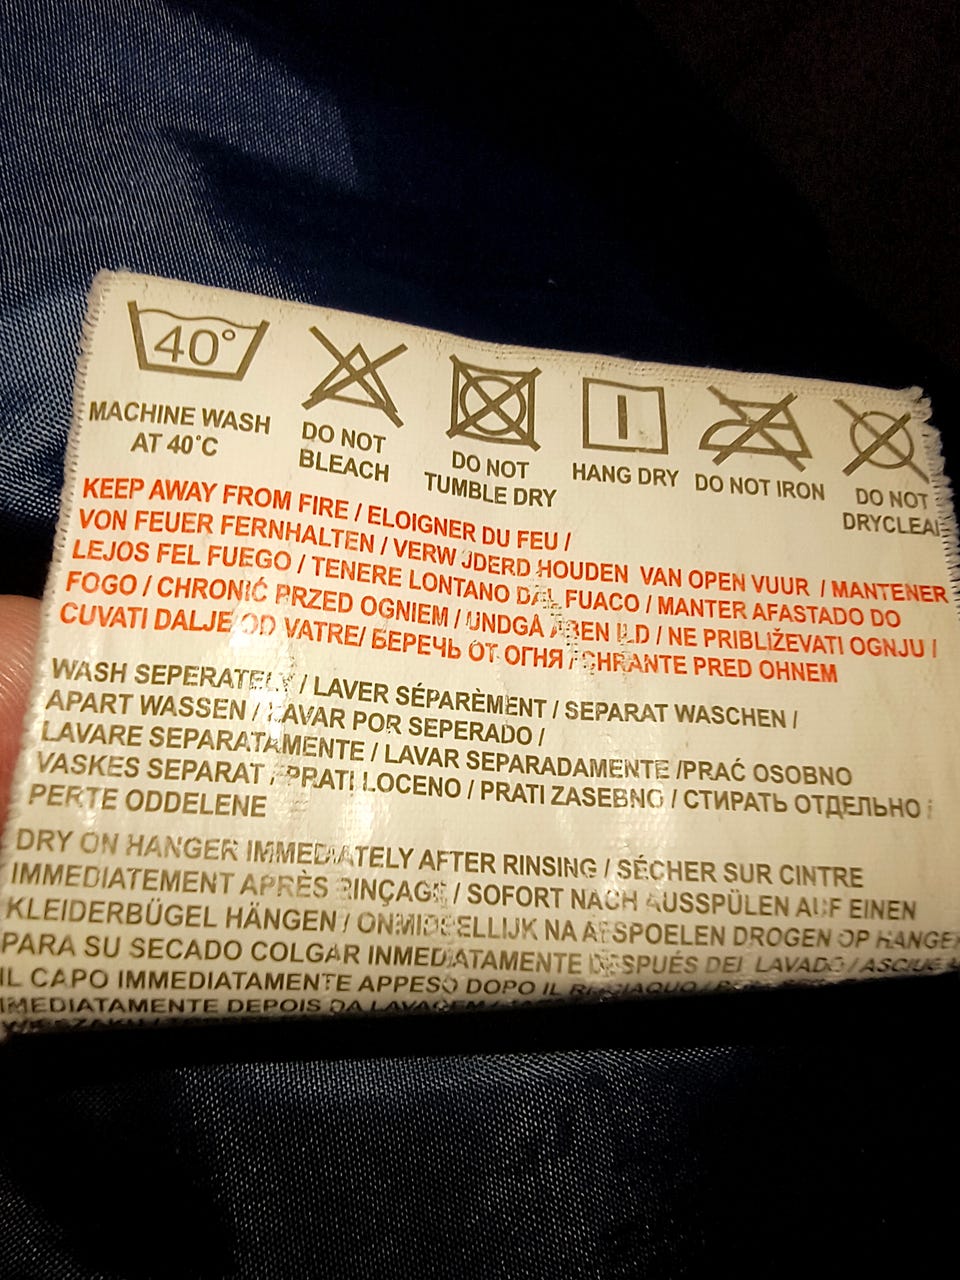 40°
MACHINE WASH
AT 40°C
DO NOT
BLEACH
DO NOT
TUMBLE DRY
HANG DRY
DO NOT IRON
DO NOT
KEEP AWAY FROM FIRE / ELOIGNER DU FEU /
VON FEUER FERNHALTEN / HOUDEN VAN OPEN VUUR / MANTENER
LEJOS FEL FUEGO / TENERE LONTANO DAL FUACO / MANTER AFASTADO DO
FOGO / CHRONIĆ PRZED OGNIEM / UNDGÅ ÅBEN ILD / NE PRIBLIŽEVATI OGNJU /
CUVATI DALJE OD VATRE/ БЕРЕЧЬ ОТ ОГНЯ / CHRANTE PRED OHNEM
WASH SEPERATELY / LAVER SÉPARÈMENT / SEPARAT WASCHEN /
APART WASSEN / LAVAR POR SEPERADO /
LAVARE SEPARATAMENTE / LAVAR SEPARADAMENTE /PRAĆ OSOBNO
VASKES SEPARAT / PRATI LOCENO / PRATI ZASEBNO / СТИРАТЬ ОТДЕЛЬНО /
PERTE ODDELENE
DRY ON HANGER IMMEDIATELY AFTER RINSING / SÉCHER SUR CINTRE
IMMEDIATEMENT APRÈS RINÇAGE / SOFORT NACH AUSSPÜLEN AUF EINEN
KLEIDERBÜGEL HÄNGEN / ONMIDDELLIJK NA AFSPOELEN DROGEN OP HANGER
PARA SU SECADO COLGAR INMEDIATAMENTE DESPUÉS DEL LAVADO /
IL CAPO IMMEDIATAMENTE APPESO DOPO IL
IMEDIATAMENTE DEPOIS DA LAVAGEM /